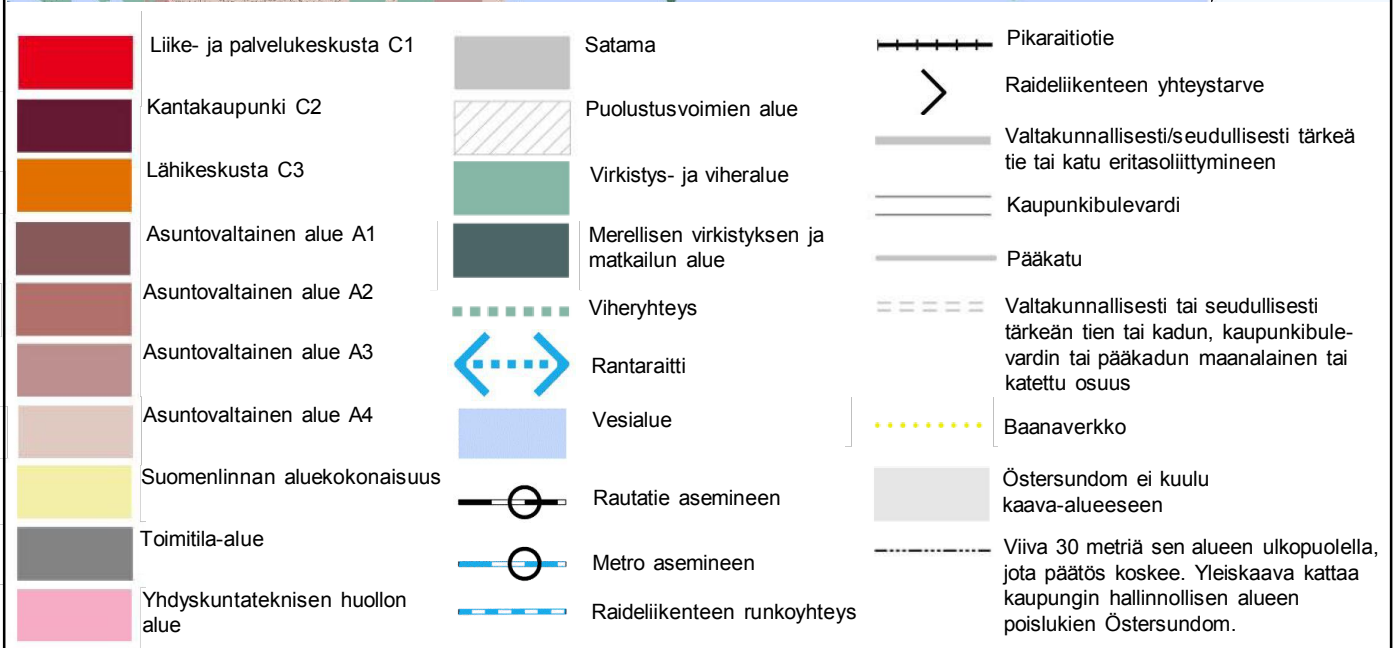 Liike- ja palvelukeskusta C1
Kantakaupunki C2
Lähikeskusta C3
Asuntovaltainen alue A1
Asuntovaltainen alue A2
Asuntovaltainen alue A3
Asuntovaltainen alue A4
Suomenlinnan aluekokonaisuus
Toimitila-alue
Yhdyskuntateknisen huollon
alue
Satama
Puolustusvoimien alue
Virkistys- ja viheralue
Merellisen virkistyksen ja
matkailun alue
Viheryhteys
Rantaraitti
Vesialue
Rautatie asemineen
Metro asemineen
Raideliikenteen runkoyhteys
Pikaraitiotie
Raideliikenteen yhteystarve
Valtakunnallisesti/seudullisesti tärkeä
tie tai katu eritasoliittymineen
Kaupunkibulevardi
Pääkatu
Valtakunnallisesti tai seudullisesti
tärkeän tien tai kadun, kaupunkibule-
vardin tai pääkadun maanalainen tai
katettu osuus
Baanaverkko
Östersundom ei kuulu
kaava-alueeseen
Viiva 30 metriä sen alueen ulkopuolella,
jota päätös koskee. Yleiskaava kattaa
kaupungin hallinnollisen alueen
poislukien Östersundom.